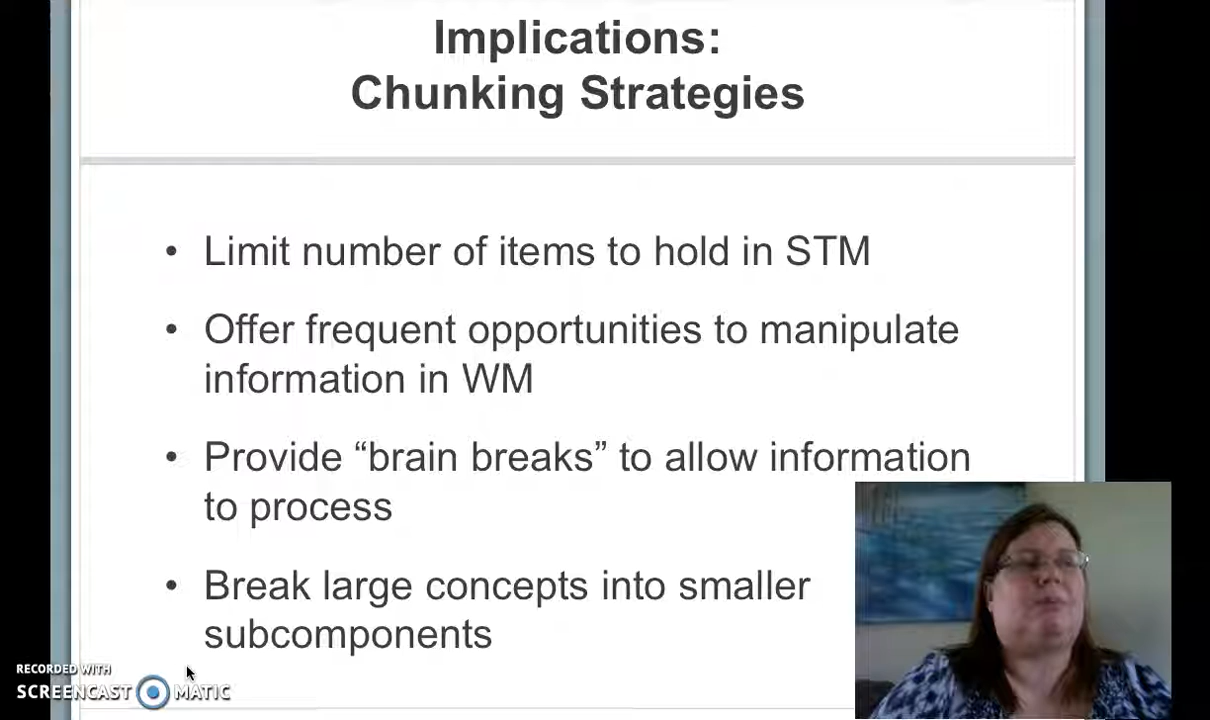 Implications:
Chunking Strategies
• Limit number of items to hold in STM
• Offer frequent opportunities to manipulate
information in WM
• Provide “brain breaks” to allow information
to process
• Break large concepts into smaller
subcomponents
RECORDED WITH
SCREENCAST MATIC